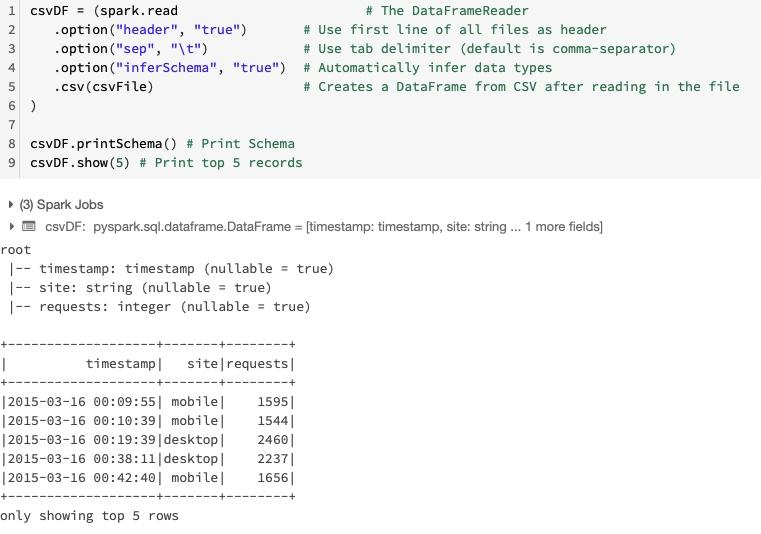 1 csvDF = (spark.read # The DataFrameReader
2 .option("header", "true") # Use first line of all files as header
3 .option("sep", "\t") # Use tab delimiter (default is comma-separator)
4 .option("inferSchema", "true") # Automatically infer data types
5 .csv(csvFile) # Creates a DataFrame from CSV after reading in the file
6 )
7
8 csvDF.printSchema() # Print Schema
9 csvDF.show(5) # Print top 5 records
(3) Spark Jobs
csvDF: pyspark.sql.dataframe.DataFrame = [timestamp: timestamp, site: string ... 1 more fields]
root
 |-- timestamp: timestamp (nullable = true)
 |-- site: string (nullable = true)
 |-- requests: integer (nullable = true)
+-------------------+-------+--------+
|          timestamp|   site|requests|
+-------------------+-------+--------+
|2015-03-16 00:09:55| mobile|    1595|
|2015-03-16 00:10:39| mobile|    1544|
|2015-03-16 00:19:39|desktop|    2460|
|2015-03-16 00:38:11|desktop|    2237|
|2015-03-16 00:42:40| mobile|    1656|
+-------------------+-------+--------+
only showing top 5 rows